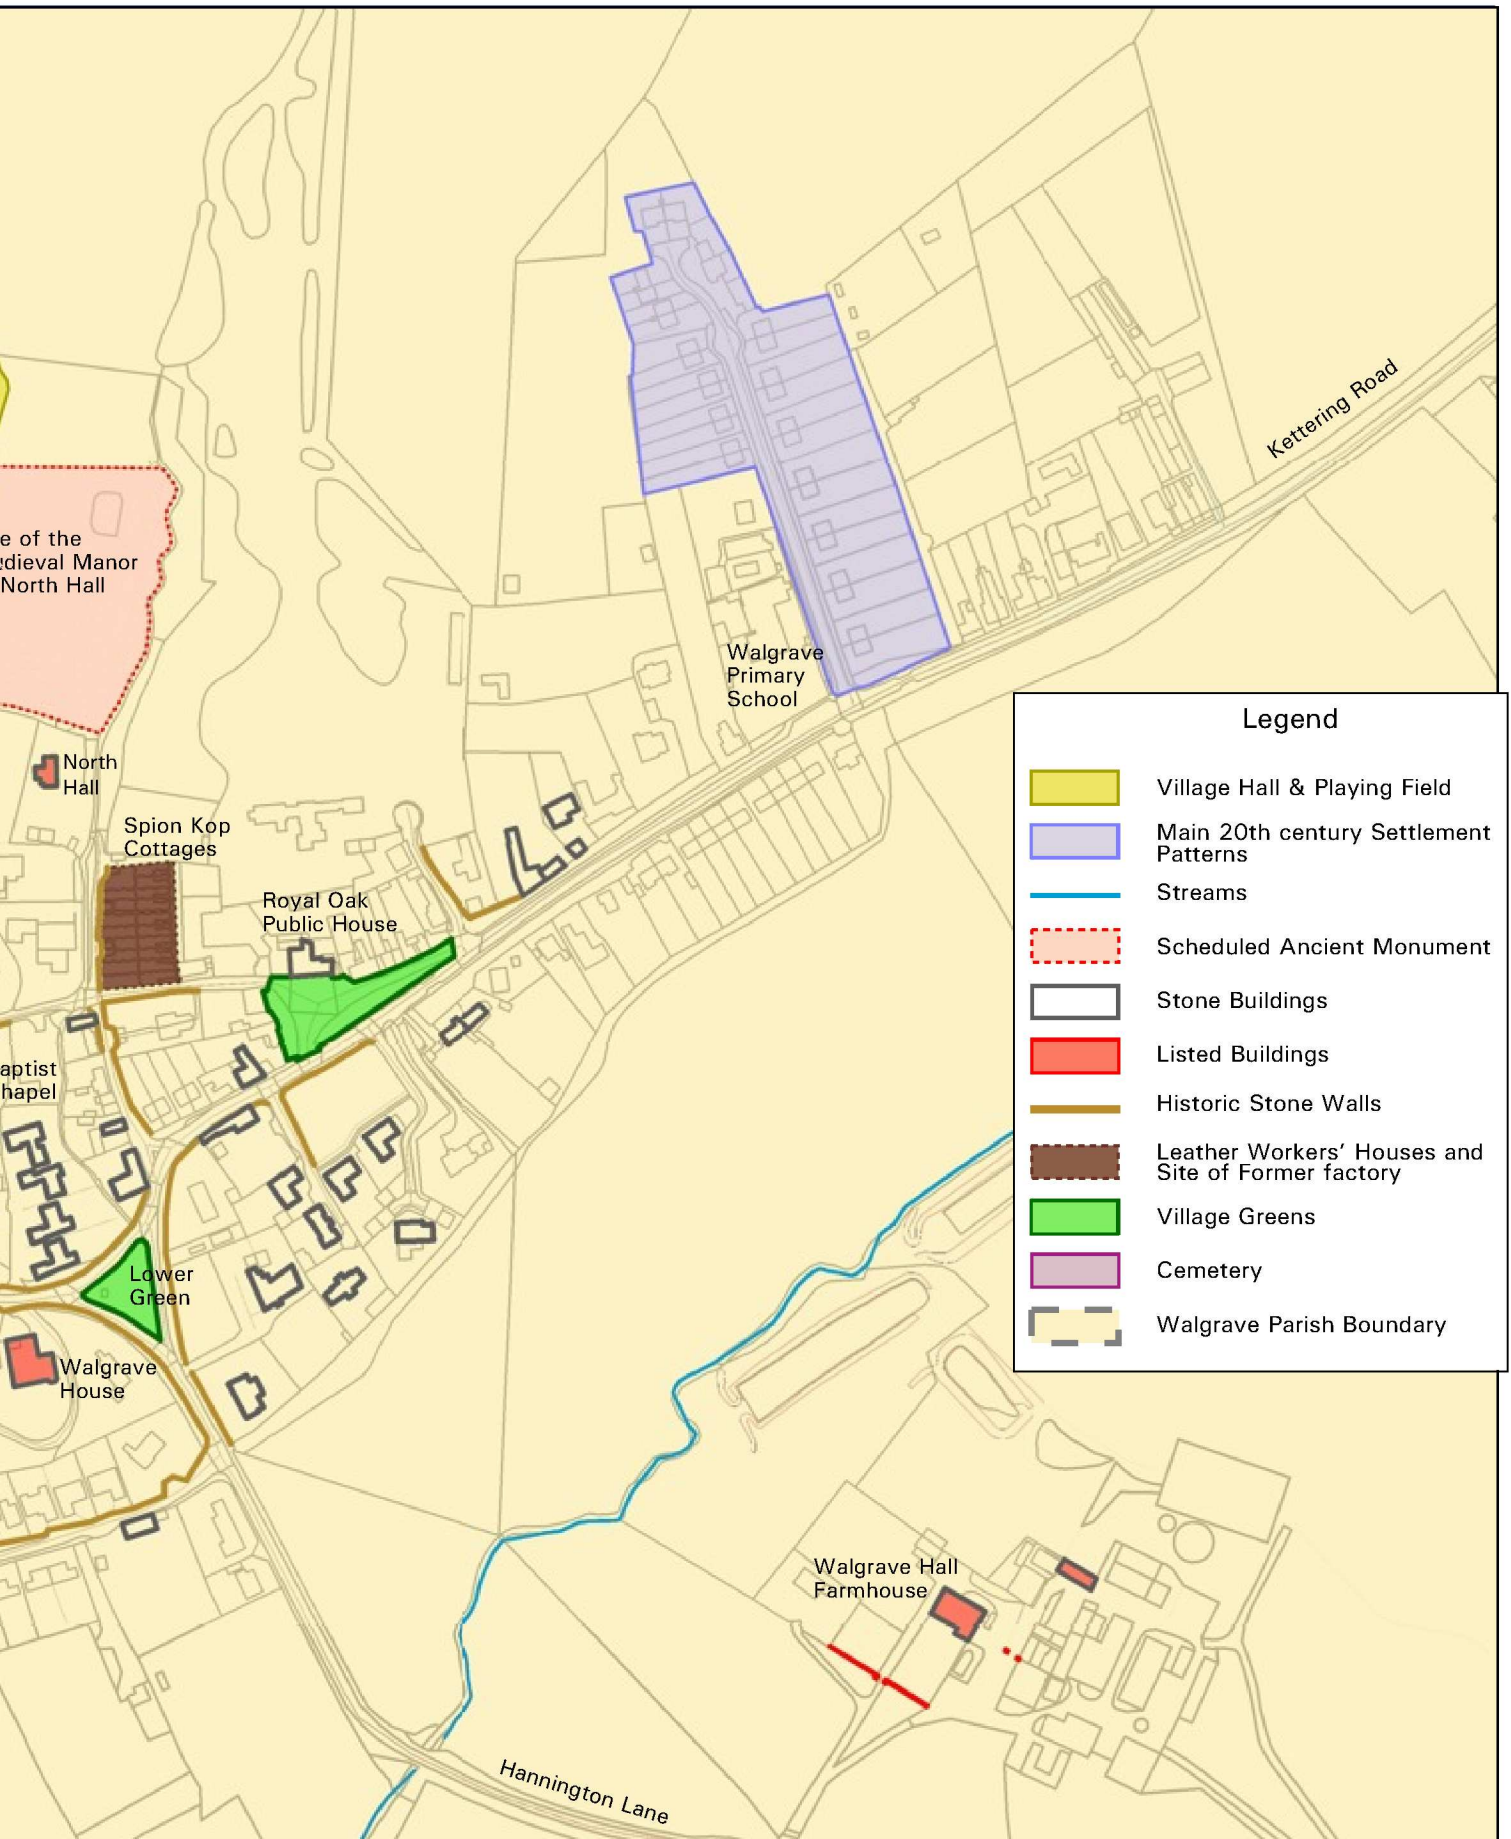 Kettering Road
e of the
dieval Manor
North Hall
Walgrave
Primary
School
North
Hall
Spion Kop
Cottages
Royal Oak
Public House
aptist
hapel
Lower
Green
Walgrave
House
Walgrave Hall
Farmhouse
Hannington Lane
Legend
Village Hall & Playing Field
Main 20th century Settlement
Patterns
Streams
Scheduled Ancient Monument
Stone Buildings
Listed Buildings
Historic Stone Walls
Leather Workers' Houses and
Site of Former factory
Village Greens
Cemetery
Walgrave Parish Boundary